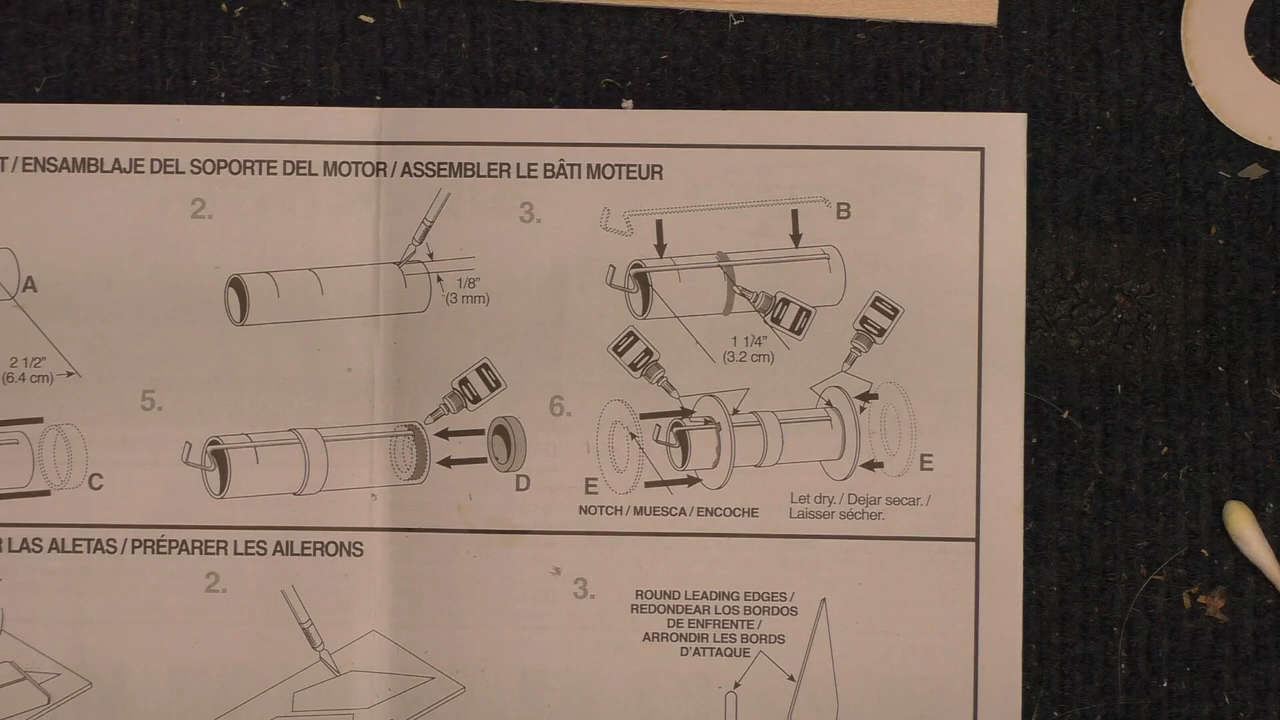 T / ENSAMBLAJE DEL SOPORTE DEL MOTOR / ASSEMBLER LE BÂTI MOTEUR
2.
3.
B
A
1/8"
(3 mm)
2 1/2"
(6.4 cm)
1 1/4"
(3.2 cm)
5.
6.
C
D
E
E
NOTCH / MUESCA / ENCOCHE
Let dry. / Dejar secar. /
Laisser sécher.
R LAS ALETAS / PRÉPARER LES AILERONS
2.
3.
ROUND LEADING EDGES /
REDONDEAR LOS BORDOS
DE ENFRENTE /
ARRONDIR LES BORDS
D'ATTAQUE